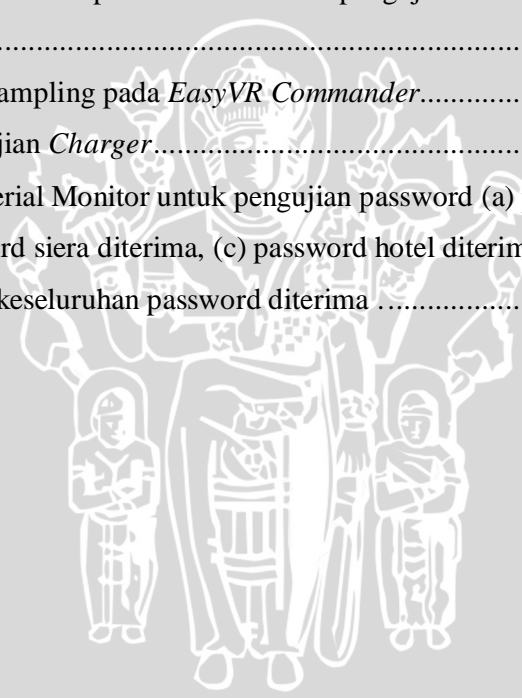 .......................................................................
ampling pada EasyVR Commander................
jian Charger.....................................................
erial Monitor untuk pengujian password (a)
rd siera diterima, (c) password hotel diterim
keseluruhan password diterima ....................